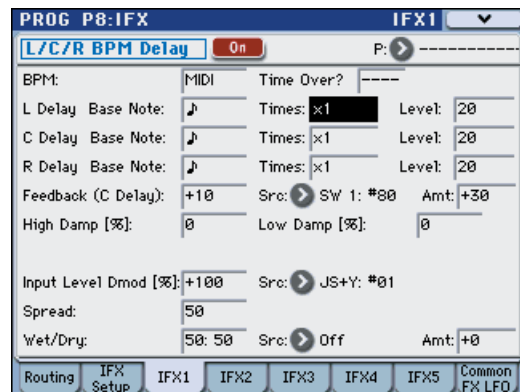 PROG P8:IFX IFX1
L/C/R BPM Delay On P: -----------
BPM: MIDI Time Over? ----
L Delay Base Note: ♪ Times: x1 Level: 20
C Delay Base Note: ♪ Times: x1 Level: 20
R Delay Base Note: ♪ Times: x1 Level: 20
Feedback (C Delay): +10 Src: SW 1: #80 Amt: +30
High Damp [%]: 0 Low Damp [%]: 0
Input Level Dmod [%]: +100 Src: JS+Y: #01
Spread: 50
Wet/Dry: 50: 50 Src: Off Amt: +0
Routing IFX Setup IFX1 IFX2 IFX3 IFX4 IFX5 Common FX LFO